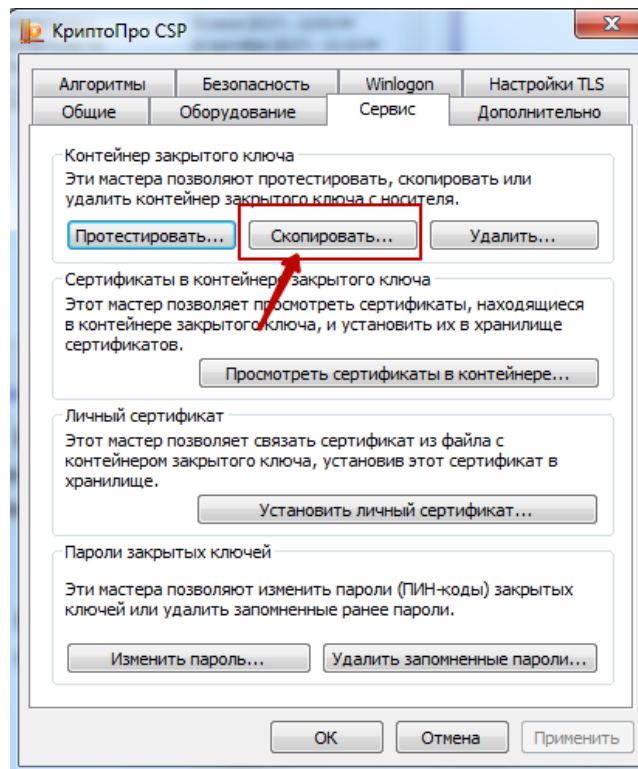 КриптоПро CSP
Алгоритмы Безопасность Winlogon Настройки TLS
Общие Оборудование Сервис Дополнительно
Контейнер закрытого ключа
Эти мастера позволяют протестировать, скопировать или
удалить контейнер закрытого ключа с носителя.
Протестировать... Скопировать... Удалить...
Сертификаты в контейнере закрытого ключа
Этот мастер позволяет просмотреть сертификаты, находящиеся
в контейнере закрытого ключа, и установить их в хранилище
сертификатов.
Просмотреть сертификаты в контейнере...
Личный сертификат
Этот мастер позволяет связать сертификат из файла с
контейнером закрытого ключа, установив этот сертификат в
хранилище.
Установить личный сертификат...
Пароли закрытых ключей
Эти мастера позволяют изменить пароли (ПИН-коды) закрытых
ключей или удалить запомненные ранее пароли.
Изменить пароль... Удалить запомненные пароли...
ОК Отмена Применить